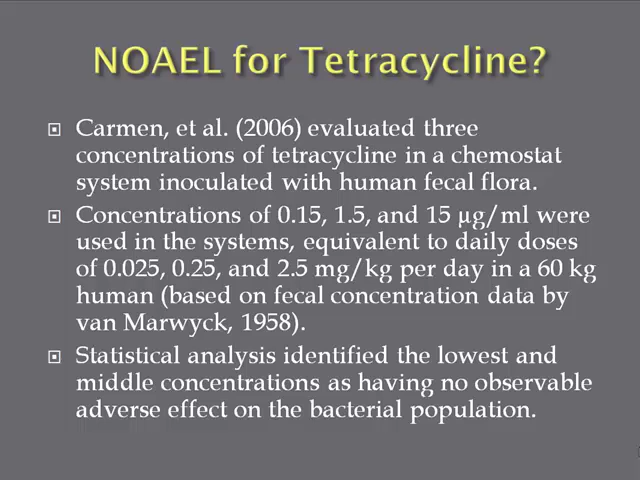 NOAEL for Tetracycline?
Carmen, et al. (2006) evaluated three
concentrations of tetracycline in a chemostat
system inoculated with human fecal flora.
Concentrations of 0.15, 1.5, and 15 µg/ml were
used in the systems, equivalent to daily doses
of 0.025, 0.25, and 2.5 mg/kg per day in a 60 kg
human (based on fecal concentration data by
van Marwyck, 1958).
Statistical analysis identified the lowest and
middle concentrations as having no observable
adverse effect on the bacterial population.